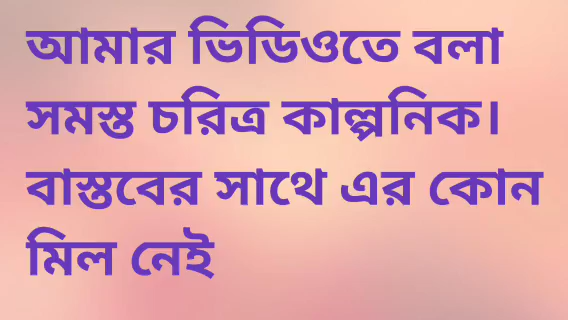 আমার ভিডিওতে বলা
সমস্ত চরিত্র কাল্পনিক।
বাস্তবের সাথে এর কোন
মিল নেই